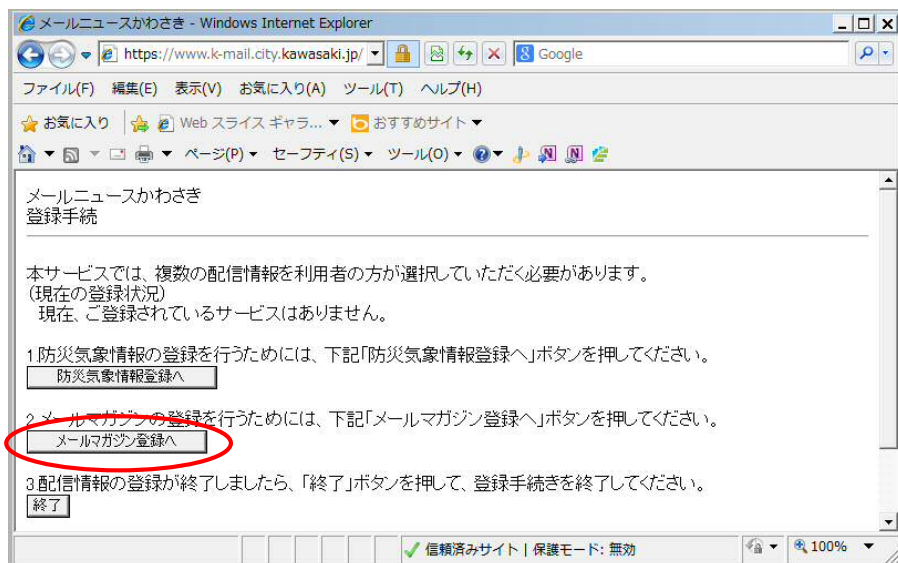 メールニュースかわさき - Windows Internet Explorer
https://www.k-mail.city.kawasaki.jp/
Google
ファイル(F) 編集(E) 表示(V) お気に入り(A) ツール(T) ヘルプ(H)
お気に入り Web スライス ギャラ... おすすめサイト
ページ(P) セーフティ(S) ツール(O)
メールニュースかわさき
登録手続
本サービスでは、複数の配信情報を利用者の方が選択していただく必要があります。
(現在の登録状況)
現在、ご登録されているサービスはありません。
1.防災気象情報の登録を行うためには、下記「防災気象情報登録へ」ボタンを押してください。
防災気象情報登録へ
2.メールマガジンの登録を行うためには、下記「メールマガジン登録へ」ボタンを押してください。
メールマガジン登録へ
3.配信情報の登録が終了しましたら、「終了」ボタンを押して、登録手続きを終了してください。
終了
信頼済みサイト | 保護モード: 無効
100%